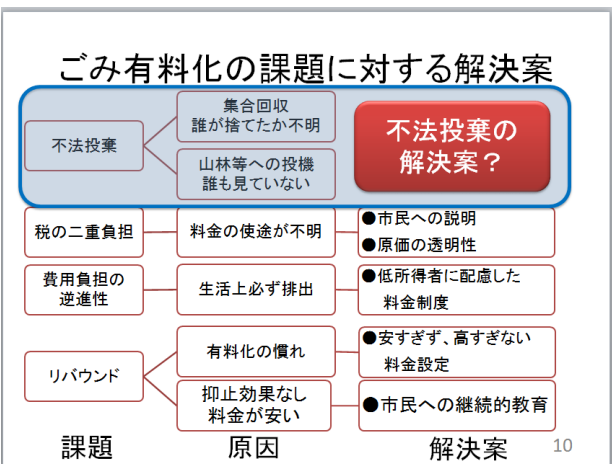 ごみ有料化の課題に対する解決案
不法投棄
集合回収
誰が捨てたか不明
山林等への投機
誰も見ていない
不法投棄の
解決案？
税の二重負担
料金の使途が不明
●市民への説明
●原価の透明性
費用負担の
逆進性
生活上必ず排出
●低所得者に配慮した
料金制度
リバウンド
有料化の慣れ
●安すぎず、高すぎない
料金設定
抑止効果なし
料金が安い
●市民への継続的教育
課題
原因
解決案
10